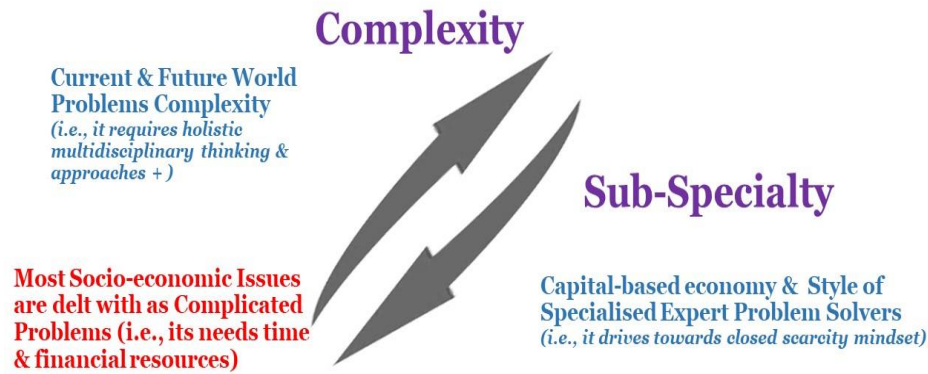 Complexity
Current & Future World
Problems Complexity
(i.e., it requires holistic
multidisciplinary thinking &
approaches + )
Sub-Specialty
Most Socio-economic Issues
are delt with as Complicated
Problems (i.e., its needs time
& financial resources)
Capital-based economy & Style of
Specialised Expert Problem Solvers
(i.e., it drives towards closed scarcity mindset)